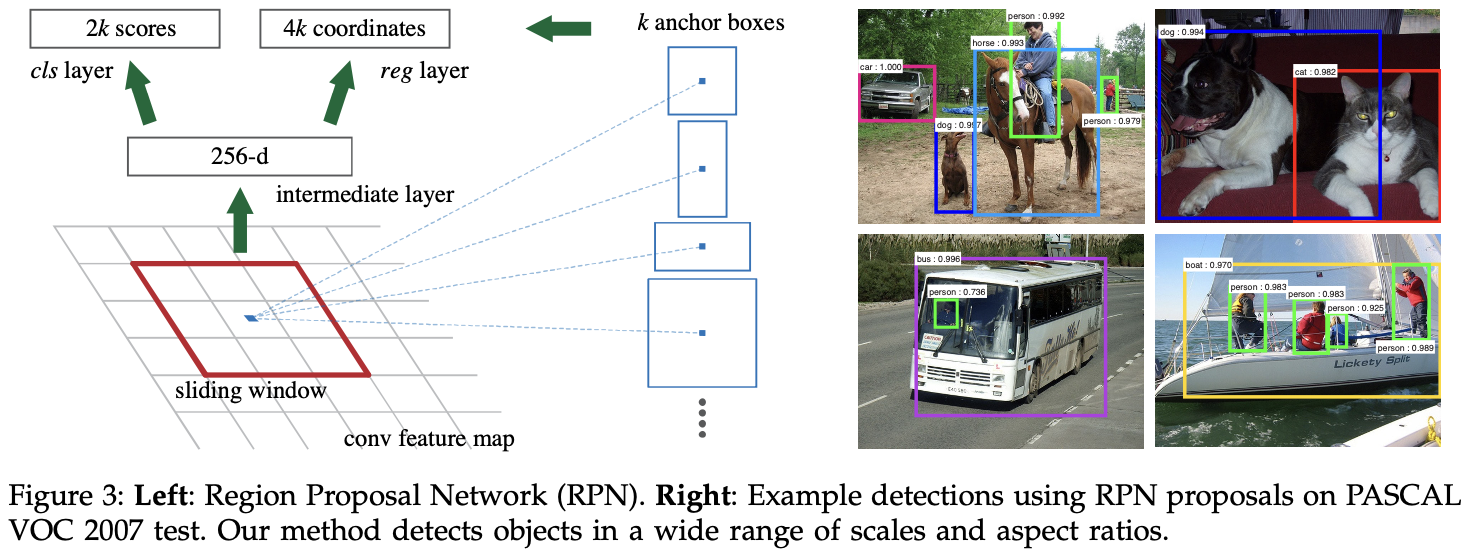 2k scores
4k coordinates
k anchor boxes
cls layer
reg layer
256-d
intermediate layer
sliding window
conv feature map
person : 0.992
horse : 0.993
car : 1.000
person : 0.979
dog : 0.997
dog : 0.994
cat : 0.982
bus : 0.996
person : 0.736
boat : 0.970
person : 0.983
person : 0.983
person : 0.925
person : 0.989
Lickety Split
Figure 3: Left: Region Proposal Network (RPN). Right: Example detections using RPN proposals on PASCAL
VOC 2007 test. Our method detects objects in a wide range of scales and aspect ratios.